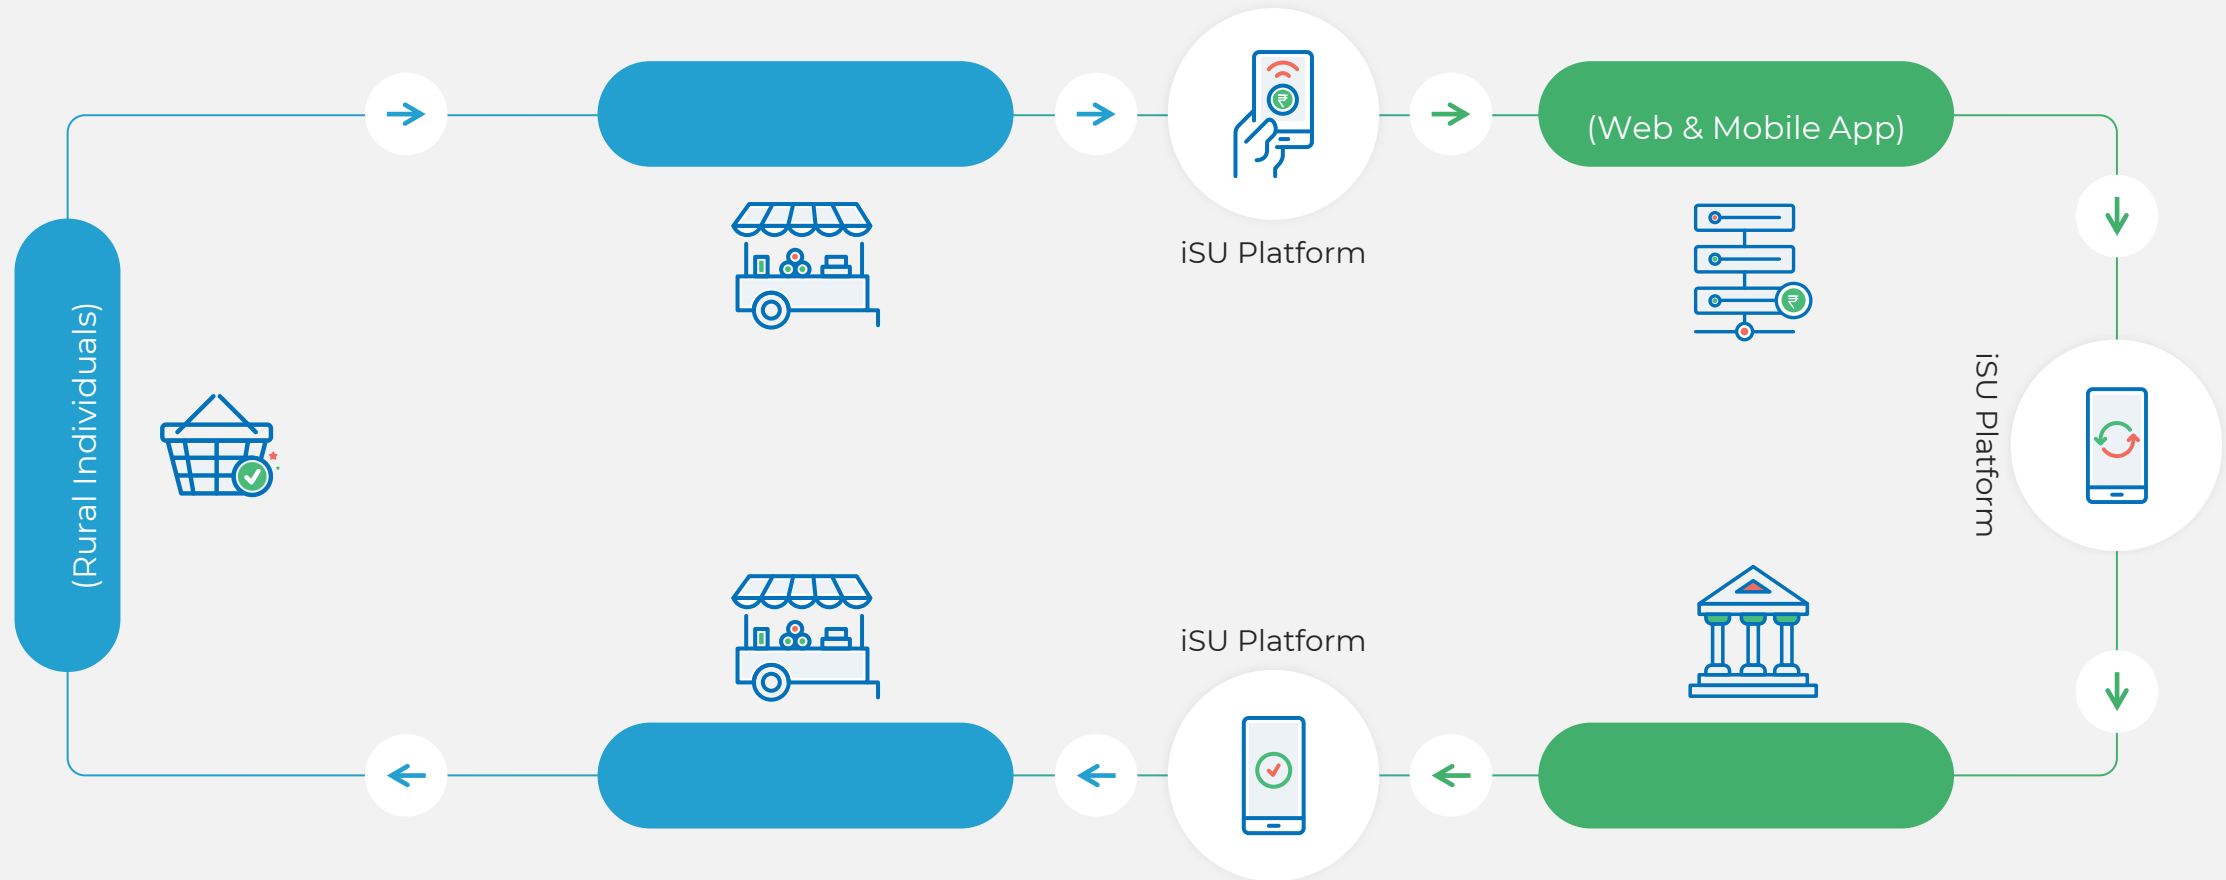 (Web & Mobile App)
iSU Platform
(Rural Individuals)
iSU Platform
iSU Platform